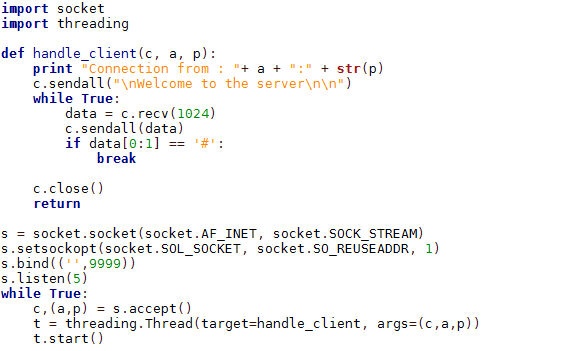 import socket
import threading

def handle_client(c, a, p):
    print "Connection from : "+ a + ":" + str(p)
    c.sendall("\nWelcome to the server\n\n")
    while True:
        data = c.recv(1024)
        c.sendall(data)
        if data[0:1] == '#':
            break

    c.close()
    return

s = socket.socket(socket.AF_INET, socket.SOCK_STREAM)
s.setsockopt(socket.SOL_SOCKET, socket.SO_REUSEADDR, 1)
s.bind(('',9999))
s.listen(5)
while True:
    c,(a,p) = s.accept()
    t = threading.Thread(target=handle_client, args=(c,a,p))
    t.start()